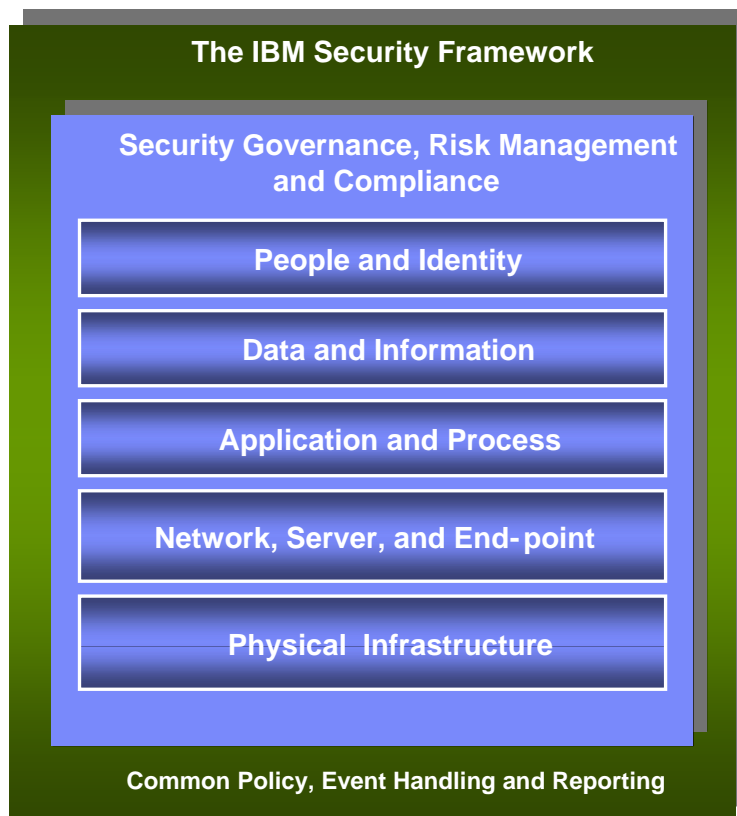 The IBM Security Framework
Security Governance, Risk Management
and Compliance
People and Identity
Data and Information
Application and Process
Network, Server, and End-point
Physical Infrastructure
Common Policy, Event Handling and Reporting